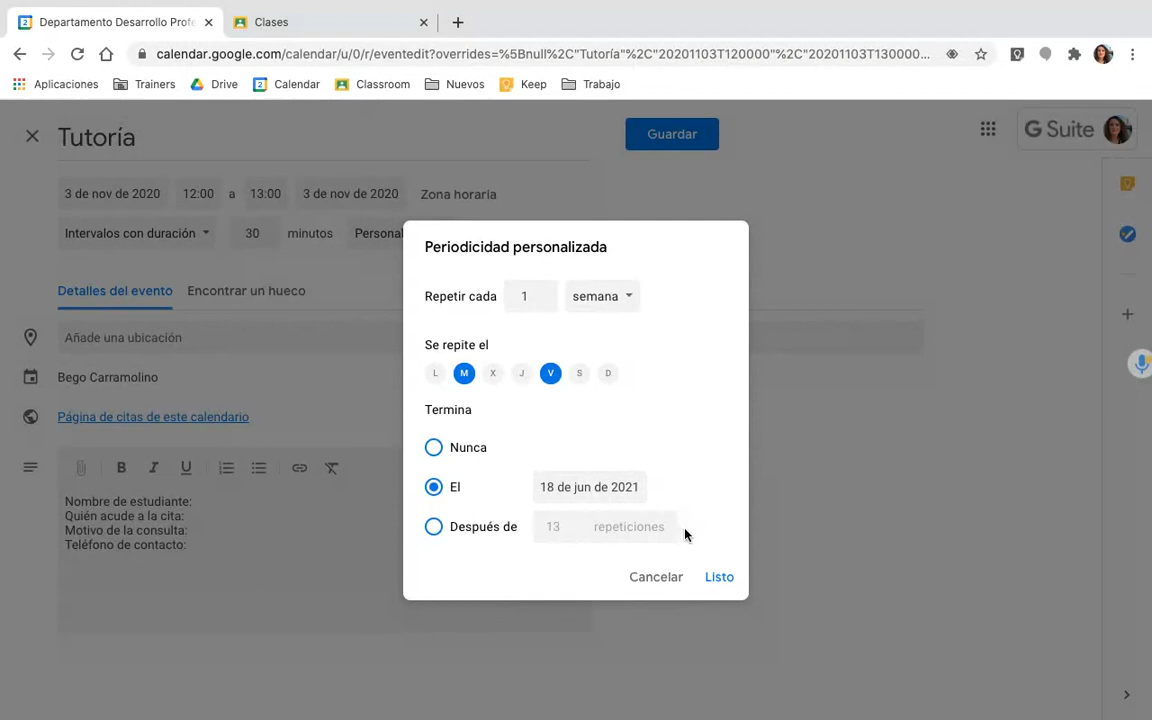 Departamento Desarrollo Profe
Clases
calendar.google.com/calendar/u/0/r/eventedit?overrides=%5Bnull%2C"Tutoría"%2C"20201103T120000"%2C"20201103T130000...
Aplicaciones Trainers Drive Calendar Classroom Nuevos Keep Trabajo
Tutoría
Guardar
G Suite
3 de nov de 2020 12:00 a 13:00 3 de nov de 2020 Zona horaria
Intervalos con duración 30 minutos Personal
Detalles del evento Encontrar un hueco
Añade una ubicación
Bego Carramolino
Página de citas de este calendario
B I U
Nombre de estudiante:
Quién acude a la cita:
Motivo de la consulta:
Teléfono de contacto:
Periodicidad personalizada
Repetir cada 1 semana
Se repite el
L M X J V S D
Termina
Nunca
El 18 de jun de 2021
Después de 13 repeticiones
Cancelar Listo